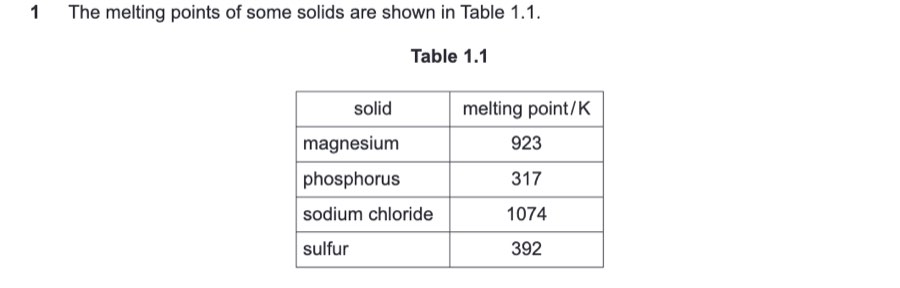 1 The melting points of some solids are shown in Table 1.1.
Table 1.1
solid melting point/K
magnesium 923
phosphorus 317
sodium chloride 1074
sulfur 392